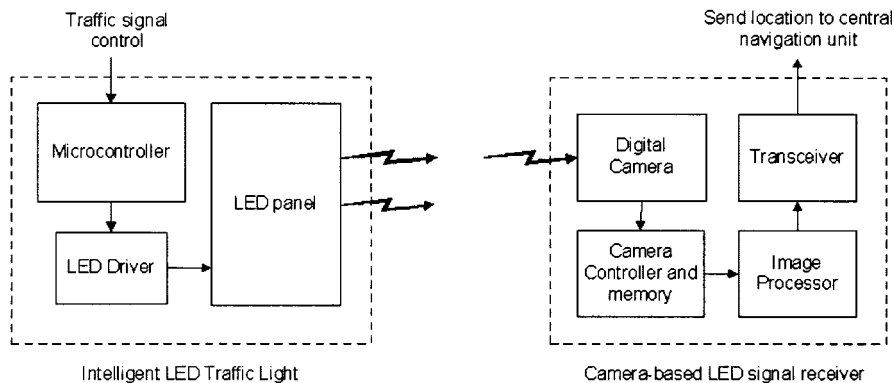 Traffic signal
control
Microcontroller
LED Driver
LED panel
Intelligent LED Traffic Light
Send location to central
navigation unit
Digital
Camera
Transceiver
Camera
Controller and
memory
Image
Processor
Camera-based LED signal receiver